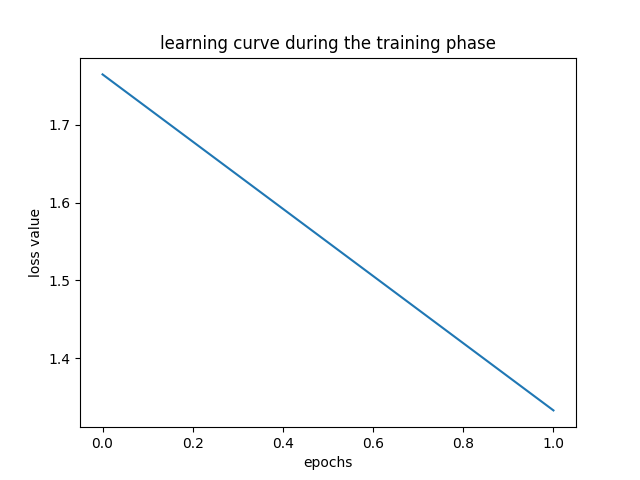 learning curve during the training phase
1.7
1.6
1.5
1.4
loss value
0.0 0.2 0.4 0.6 0.8 1.0
epochs